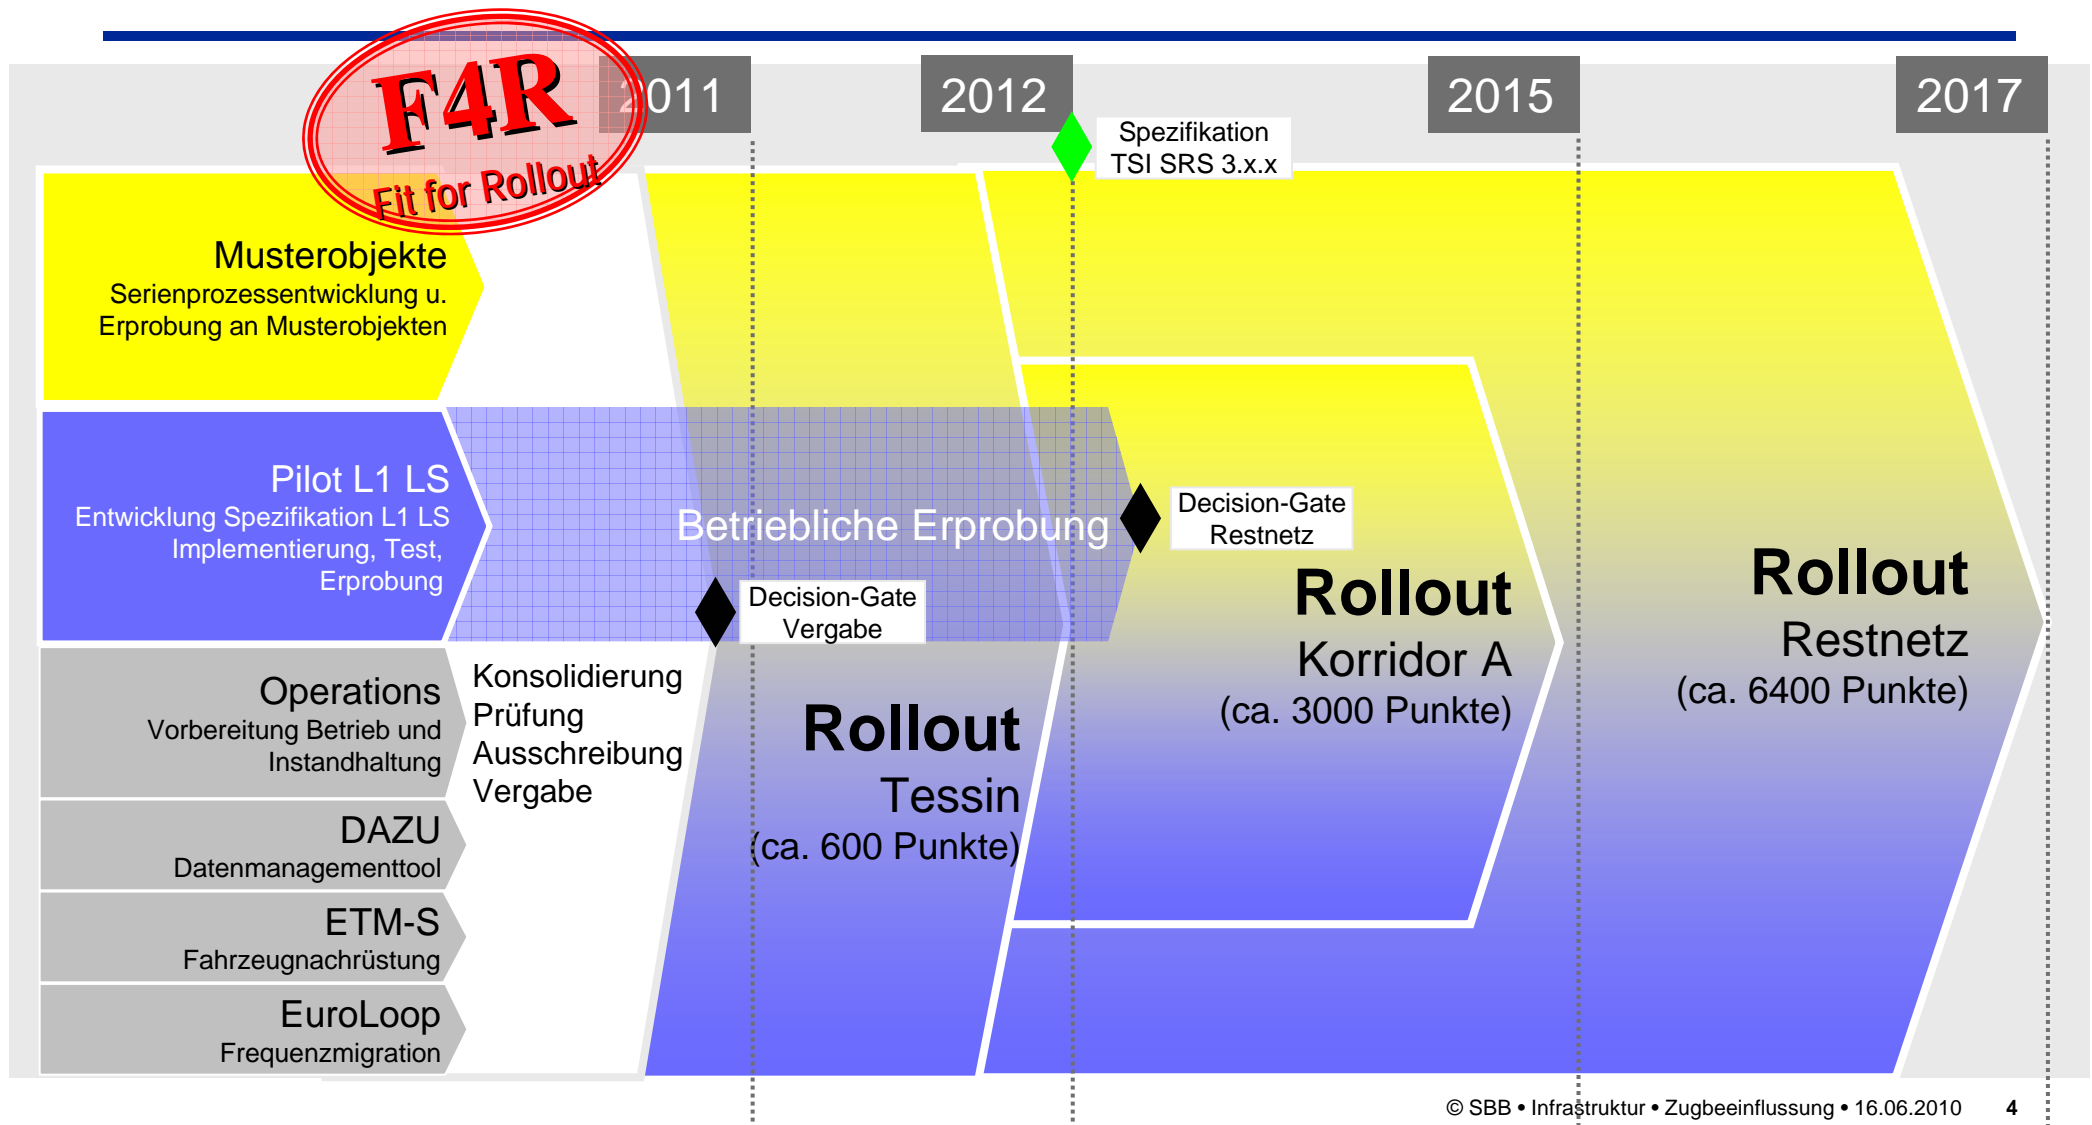 F4R
Fit for Rollout
2011
2012
2015
2017
Spezifikation
TSI SRS 3.x.x
Musterobjekte
Serienprozessentwicklung u.
Erprobung an Musterobjekten
Pilot L1 LS
Entwicklung Spezifikation L1 LS
Implementierung, Test,
Erprobung
Betriebliche Erprobung
Decision-Gate
Restnetz
Decision-Gate
Vergabe
Operations
Vorbereitung Betrieb und
Instandhaltung
DAZU
Datenmanagementtool
ETM-S
Fahrzeugnachrüstung
EuroLoop
Frequenzmigration
Konsolidierung
Prüfung
Ausschreibung
Vergabe
Rollout
Tessin
(ca. 600 Punkte)
Rollout
Korridor A
(ca. 3000 Punkte)
Rollout
Restnetz
(ca. 6400 Punkte)
© SBB • Infrastruktur • Zugbeeinflussung • 16.06.2010 4